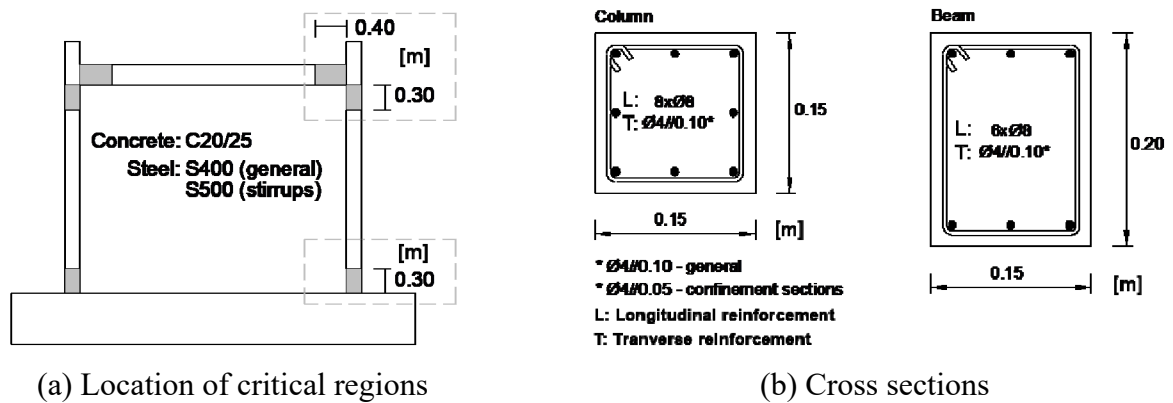 0.40
[m]
0.30
Concrete: C20/25
Steel: S400 (general)
S500 (stirrups)
[m]
0.30
(a) Location of critical regions
Column
L: 8xØ8
T: Ø4//0.10*
0.15
0.15
[m]
* Ø4//0.10 - general
* Ø4//0.05 - confinement sections
L: Longitudinal reinforcement
T: Tranverse reinforcement
Beam
L: 6xØ8
T: Ø4//0.10*
0.20
0.15
[m]
(b) Cross sections